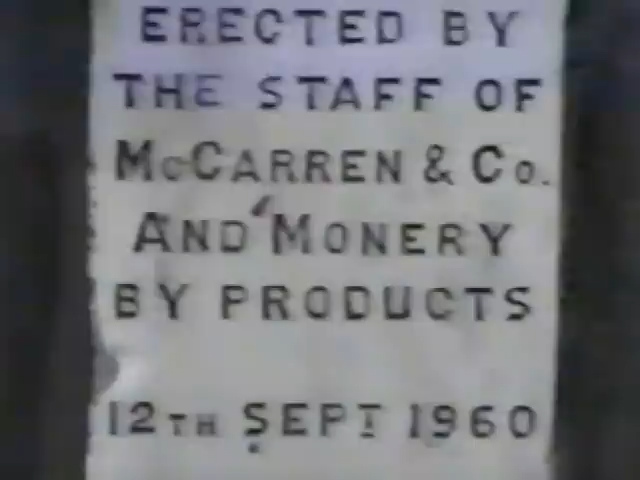 ERECTED BY
THE STAFF OF
McCARREN & Co.
AND MONERY
BY PRODUCTS
12TH SEPT 1960